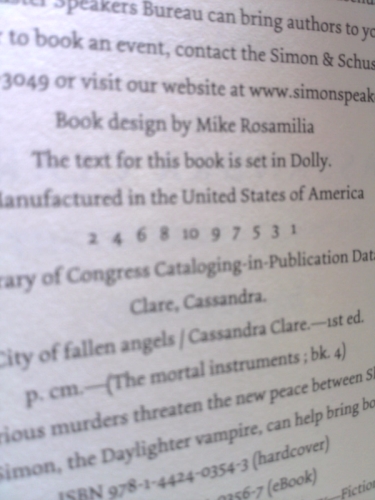 Speakers Bureau can bring authors to
to book an event, contact the Simon &
3049 or visit our website at www.simonspeak
Book design by Mike Rosamilia
The text for this book is set in Dolly.
anufactured in the United States of America
2 4 6 8 10 9 7 5 3 1
rary of Congress Cataloging-in-Publication Dat
Clare, Cassandra.
City of fallen angels / Cassandra Clare.—1st ed.
p. cm.—(The mortal instruments ; bk. 4)
rious murders threaten the new peace between
Simon, the Daylighter vampire, can help bring
ISBN 978-1-4424-0354-3 (hardcover)
0356-7 (eBook)